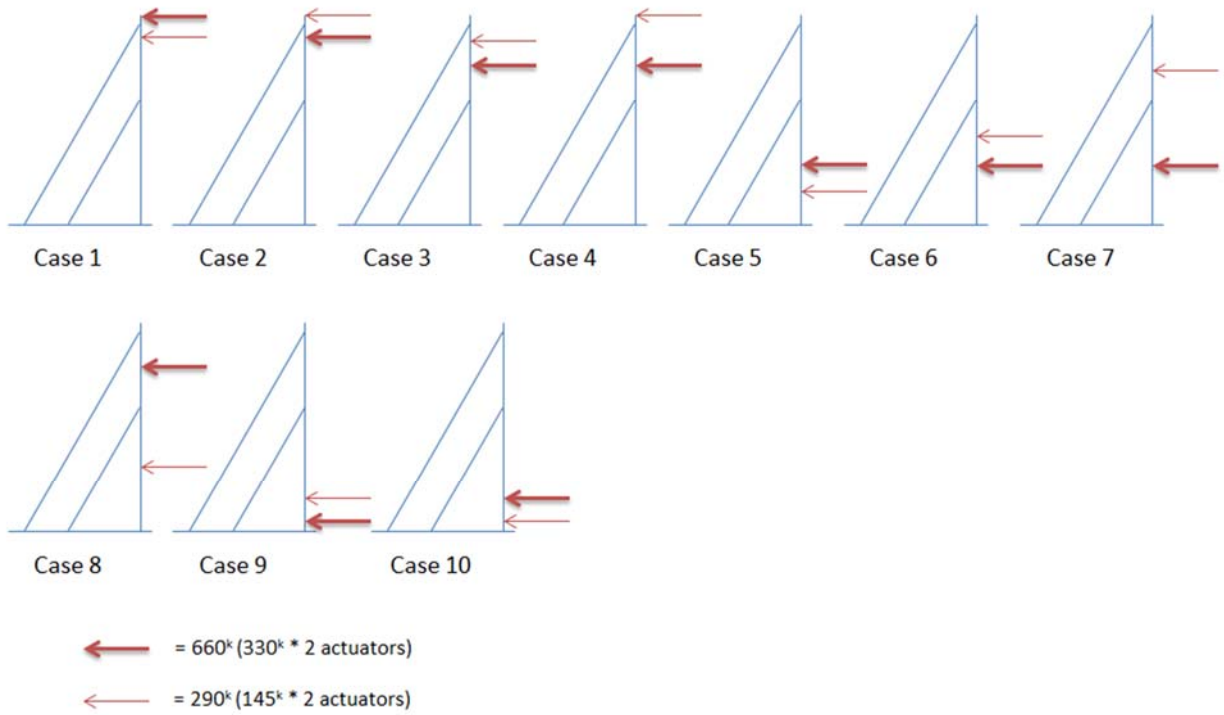 Case 1 Case 2 Case 3 Case 4 Case 5 Case 6 Case 7
Case 8 Case 9 Case 10
= 660ᵏ (330ᵏ * 2 actuators)
= 290ᵏ (145ᵏ * 2 actuators)